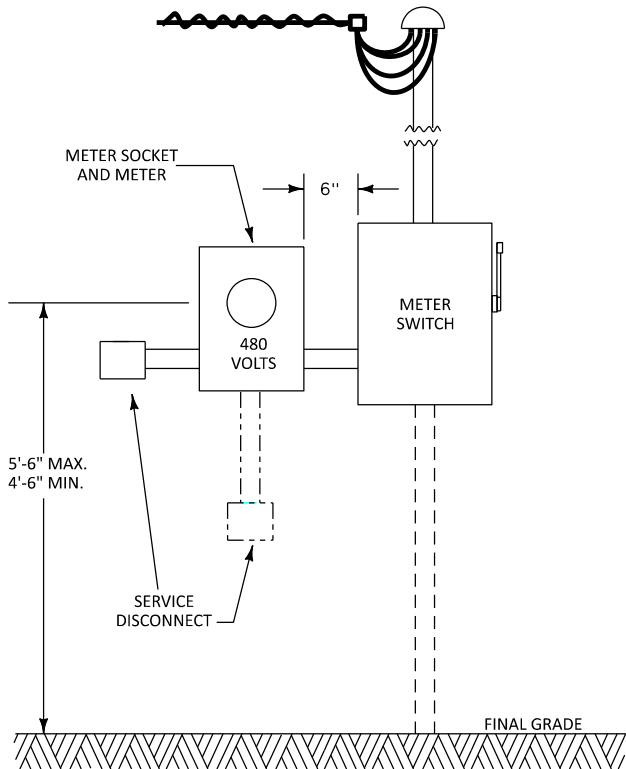 METER SOCKET
AND METER
6"
METER
SWITCH
480
VOLTS
5'-6" MAX.
4'-6" MIN.
SERVICE
DISCONNECT
FINAL GRADE